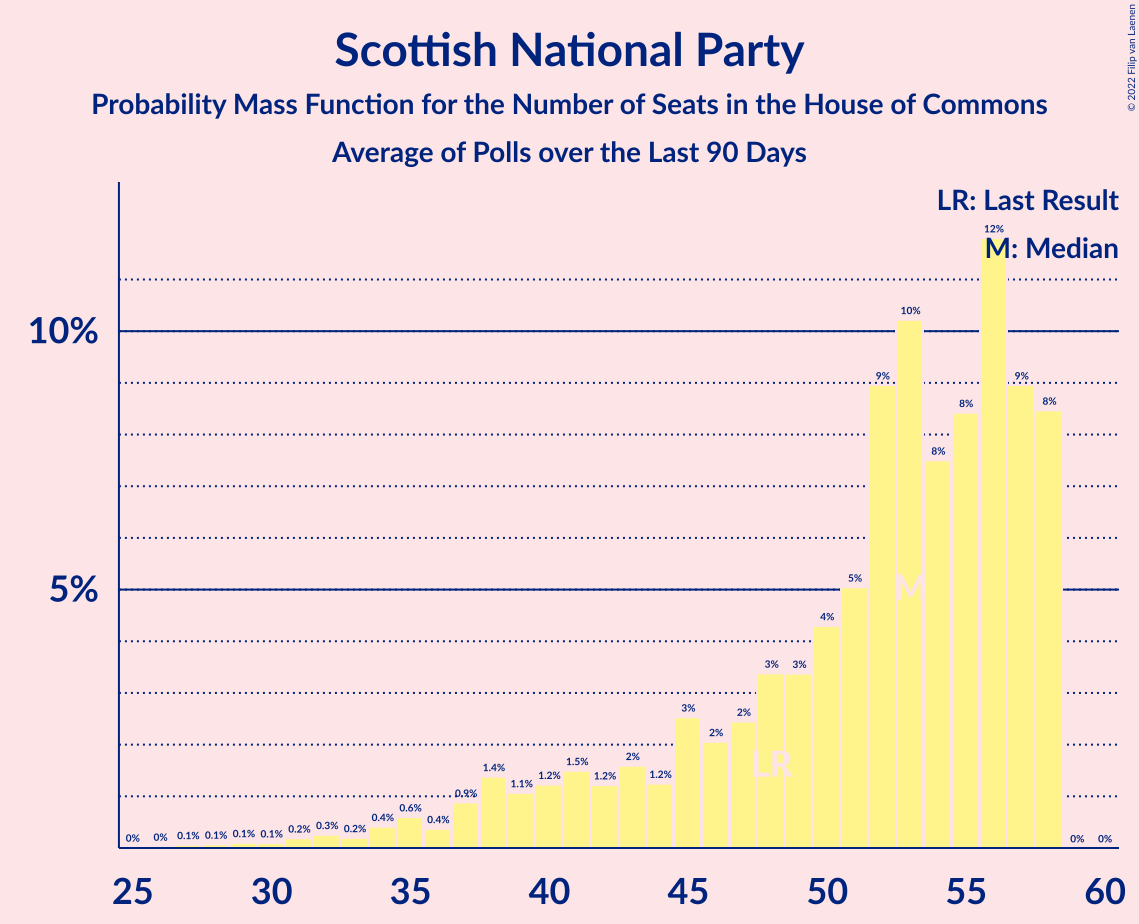 Scottish National Party
Probability Mass Function for the Number of Seats in the House of Commons
Average of Polls over the Last 90 Days
© 2022 Filip van Laenen
LR: Last Result
M: Median
10%
5%
0% 0% 0.1% 0.1% 0.1% 0.1% 0.2% 0.3% 0.2% 0.4% 0.6% 0.4% 0.9% 1.4% 1.1% 1.2% 1.5% 1.2% 2% 1.2% 3% 2% 2% 3% 3% 4% 5% 9% 10% 8% 8% 12% 9% 8% 0% 0%
M
LR
25 30 35 40 45 50 55 60